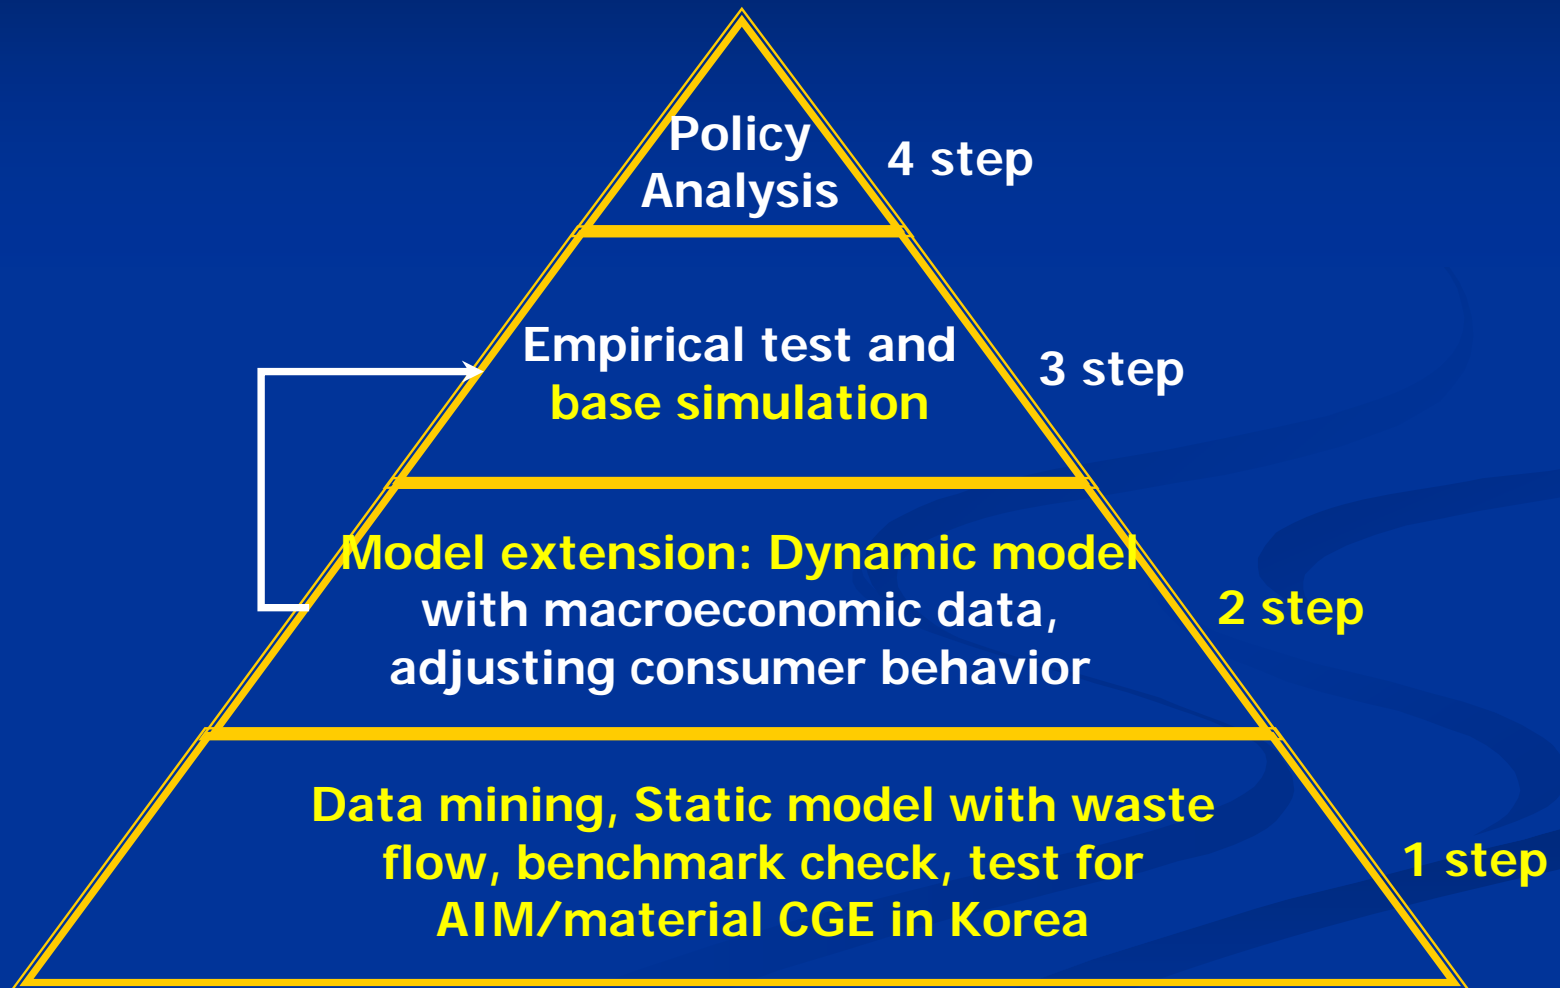 Policy
Analysis
4 step
Empirical test and
base simulation
3 step
Model extension: Dynamic model
with macroeconomic data,
adjusting consumer behavior
2 step
Data mining, Static model with waste
flow, benchmark check, test for
AIM/material CGE in Korea
1 step